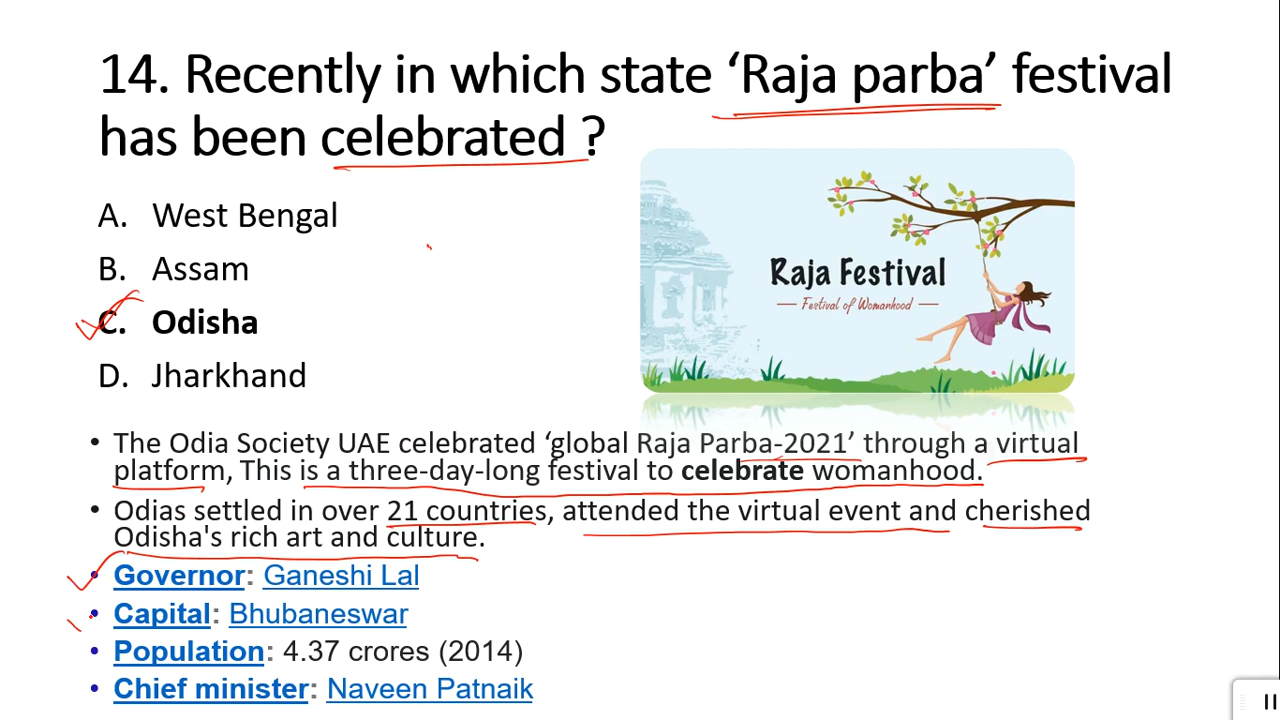 14. Recently in which state ‘Raja parba’ festival
has been celebrated ?
A. West Bengal
B. Assam
C. Odisha
D. Jharkhand
Raja Festival
Festival of Womanhood
• The Odia Society UAE celebrated ‘global Raja Parba-2021’ through a virtual
platform, This is a three-day-long festival to celebrate womanhood.
• Odias settled in over 21 countries, attended the virtual event and cherished
Odisha's rich art and culture.
• Governor: Ganeshi Lal
• Capital: Bhubaneswar
• Population: 4.37 crores (2014)
• Chief minister: Naveen Patnaik